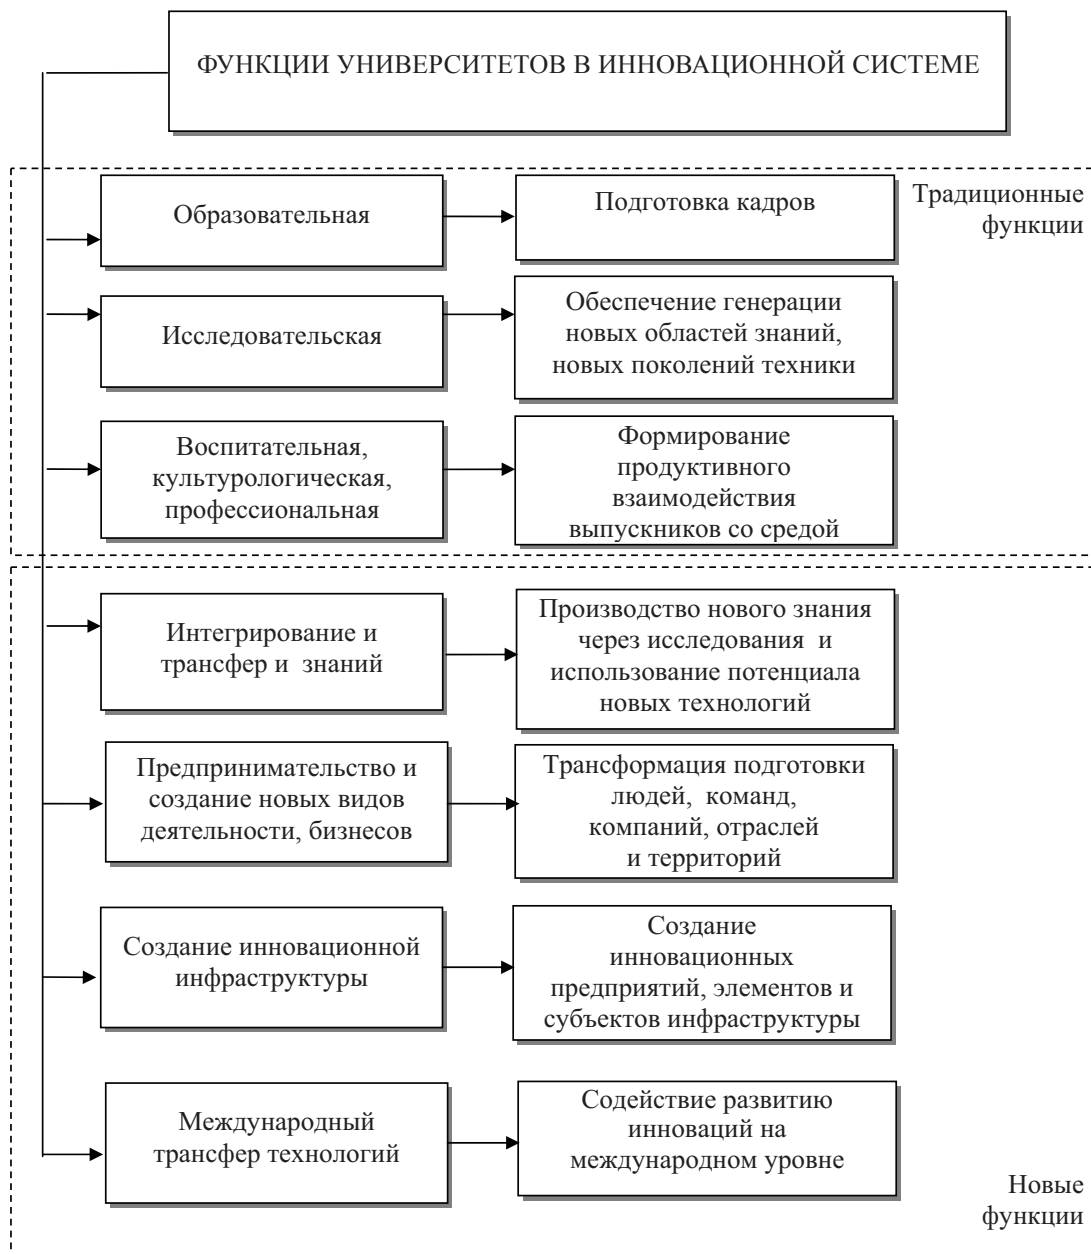 ФУНКЦИИ УНИВЕРСИТЕТОВ В ИННОВАЦИОННОЙ СИСТЕМЕ
Традиционные
функции
Образовательная
Подготовка кадров
Исследовательская
Обеспечение генерации
новых областей знаний,
новых поколений техники
Воспитательная,
культурологическая,
профессиональная
Формирование
продуктивного
взаимодействия
выпускников со средой
Интегрирование и
трансфер и знаний
Производство нового знания
через исследования и
использование потенциала
новых технологий
Предпринимательство и
создание новых видов
деятельности, бизнесов
Трансформация подготовки
людей, команд,
компаний, отраслей
и территорий
Создание инновационной
инфраструктуры
Создание
инновационных
предприятий, элементов и
субъектов инфраструктуры
Международный
трансфер технологий
Содействие развитию
инноваций на
международном уровне
Новые
функции